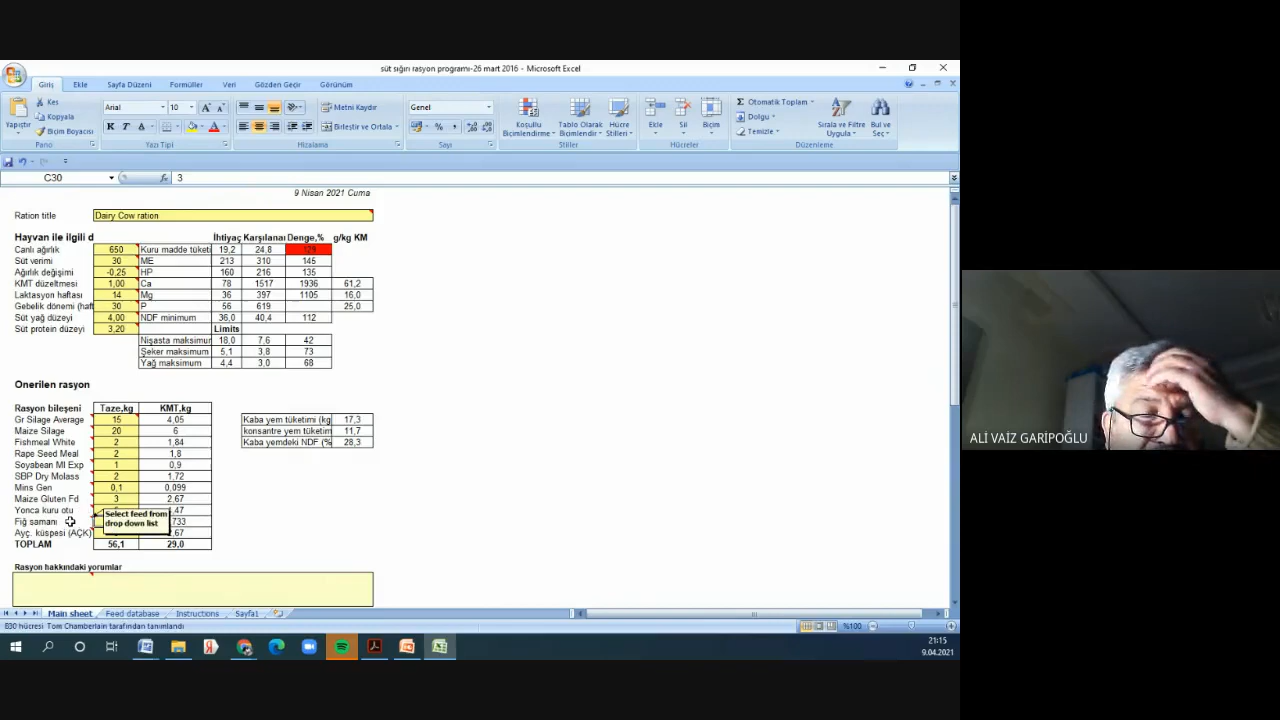 süt sığırı rasyon programı-26 mart 2016 - Microsoft Excel
Giriş Ekle Sayfa Düzeni Formüller Veri Gözden Geçir Görünüm
Yapıştır Kes Kopyala Biçim Boyacısı Pano
Arial 10 Yazı Tipi
Metni Kaydır Birleştir ve Ortala Hizalama
Genel Sayı
Koşullu Biçimlendirme Tablo Olarak Biçimlendir Hücre Stilleri Stiller
Ekle Sil Biçim Hücreler
Otomatik Toplam Dolgu Temizle Sırala ve Filtre Uygula Bul ve Seç Düzenleme
C30 fx 3
9 Nisan 2021 Cuma
Ration title Dairy Cow ration
Hayvan ile ilgili d İhtiyaç Karşılanaı Denge,% g/kg KM
Canlı ağırlık 650 Kuru madde tüketi 19,2 24,8 129
Süt verimi 30 ME 213 310 145
Ağırlık değişimi -0,25 HP 160 216 135
KMT düzeltmesi 1,00 Ca 78 1517 1936 61,2
Laktasyon haftası 14 Mg 36 397 1105 16,0
Gebelik dönemi (haft 30 P 56 619 25,0
Süt yağ düzeyi 4,00 NDF minimum 36,0 40,4 112
Süt protein düzeyi 3,20 Limits
Nişasta maksimur 18,0 7,6 42
Şeker maksimum 5,1 3,8 73
Yağ maksimum 4,4 3,0 68
Onerilen rasyon
Rasyon bileşeni Taze,kg KMT,kg
Gr Silage Average 15 4,05 Kaba yem tüketimi (kg 17,3
Maize Silage 20 6 konsantre yem tüketim 11,7
Fishmeal White 2 1,84 Kaba yemdeki NDF (% 28,3
Rape Seed Meal 2 1,8
Soyabean Ml Exp 1 0,9
SBP Dry Molass 2 1,72
Mins Gen 0,1 0,099
Maize Gluten Fd 3 2,67
Yonca kuru otu ,47
Select feed from
Fiğ samanı ,733
drop down list
Ayç. küspesi (AÇK) ,67
TOPLAM 56,1 29,0
Rasyon hakkındaki yorumlar
Main sheet Feed database Instructions Sayfa1
B30 hücresi Tom Chamberlain tarafından tanımlandı %100
21:15
9.04.2021
ALİ VAİZ GARİPOĞLU